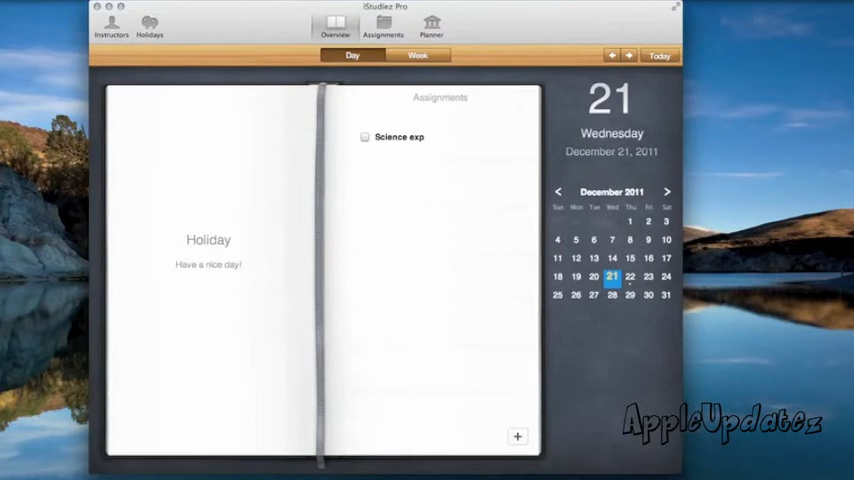 iStudiez Pro
Instructors Holidays Overview Assignments Planner
Day Week Today
Assignments
Science exp
Holiday
Have a nice day!
21
Wednesday
December 21, 2011
December 2011
Sun Mon Tue Wed Thu Fri Sat
1 2 3
4 5 6 7 8 9 10
11 12 13 14 15 16 17
18 19 20 21 22 23 24
25 26 27 28 29 30 31
AppleUpdatez